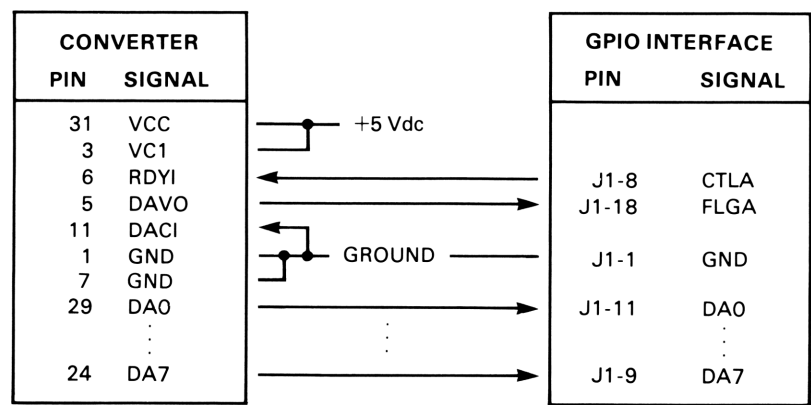 CONVERTER GPIO INTERFACE
PIN SIGNAL PIN SIGNAL
31 VCC +5 Vdc
3 VC1
6 RDYI J1-8 CTLA
5 DAVO J1-18 FLGA
11 DACI
1 GND GROUND J1-1 GND
7 GND
29 DA0 J1-11 DA0
24 DA7 J1-9 DA7